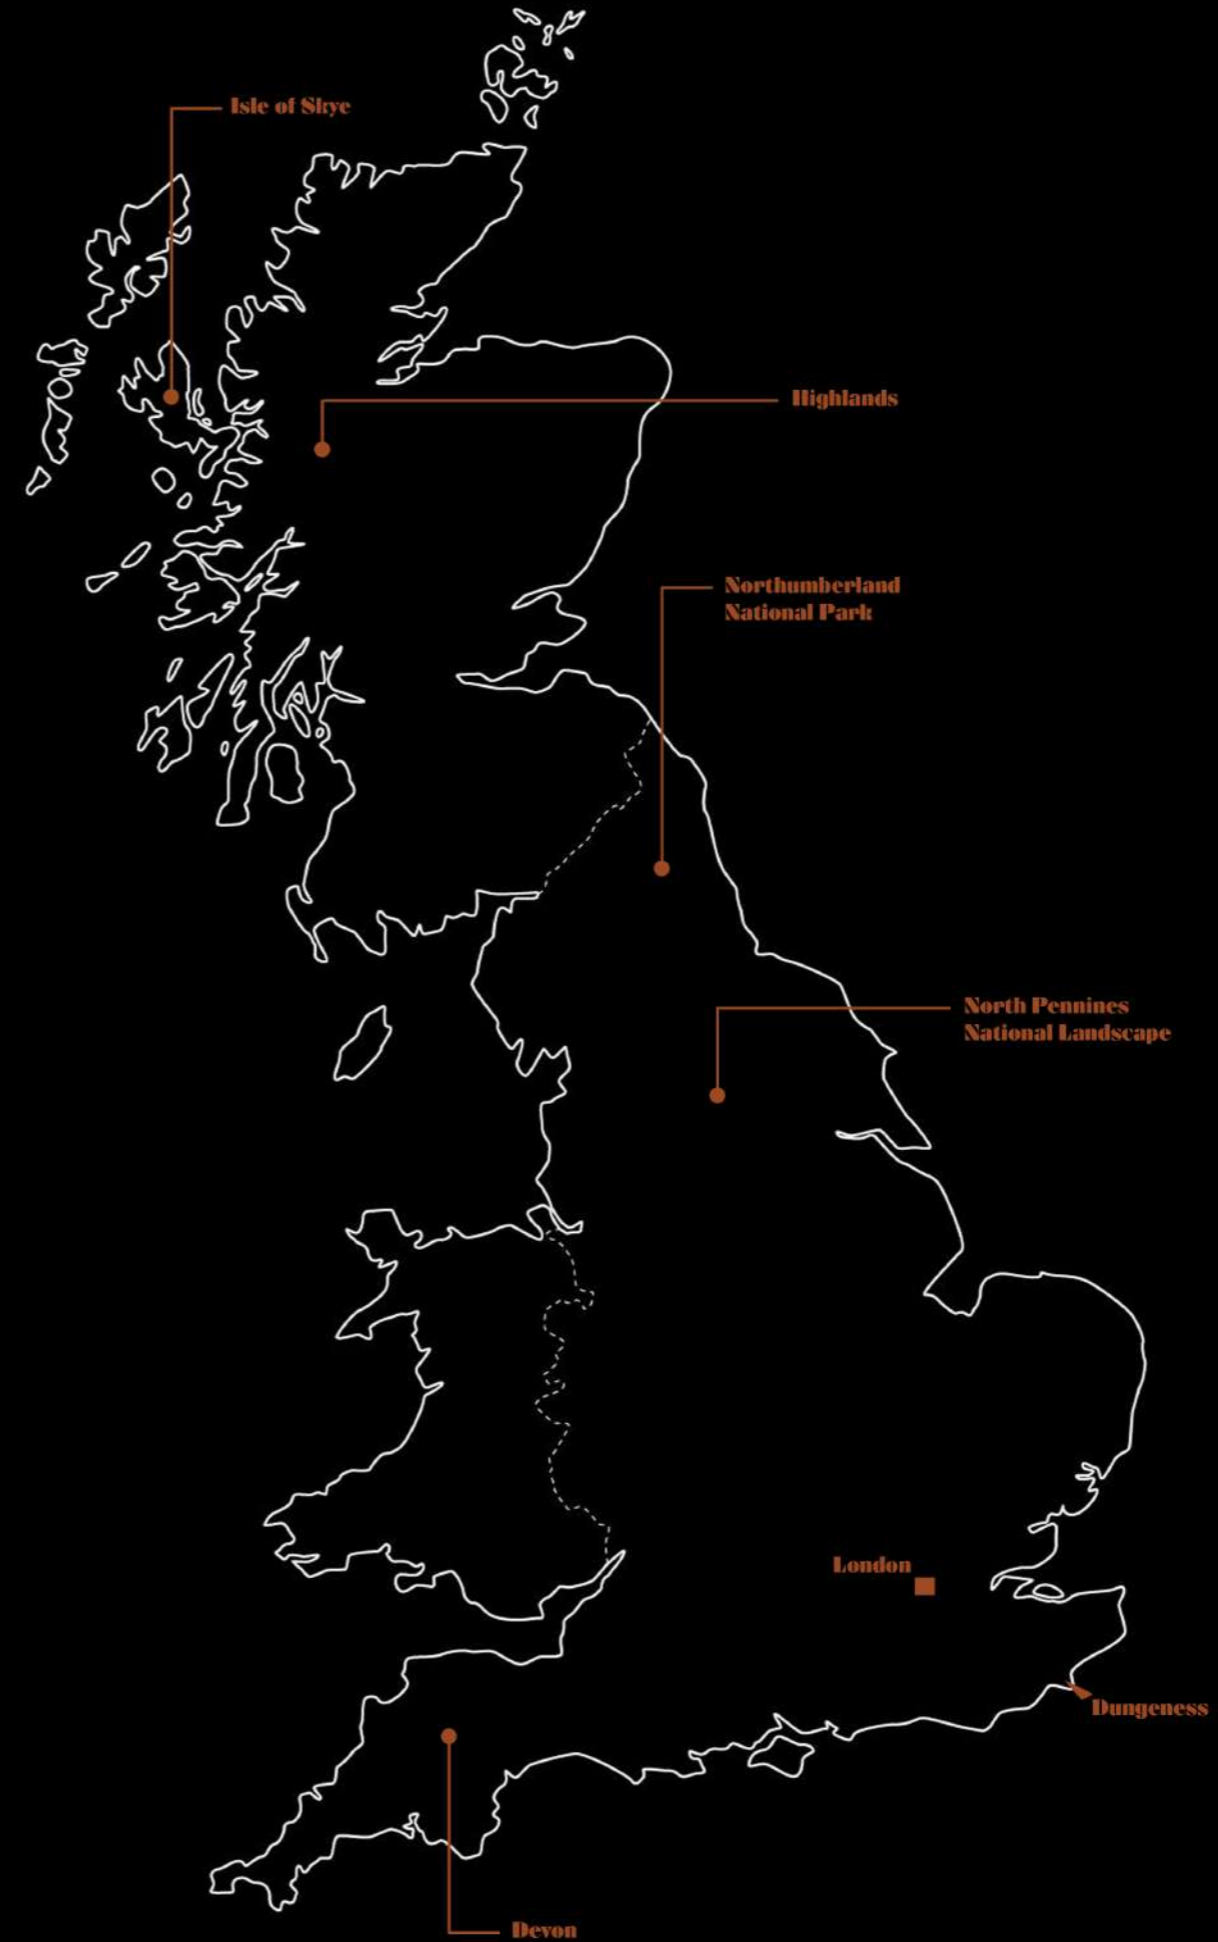 Isle of Skye
Highlands
Northumberland
National Park
North Pennines
National Landscape
London
Dungeness
Devon